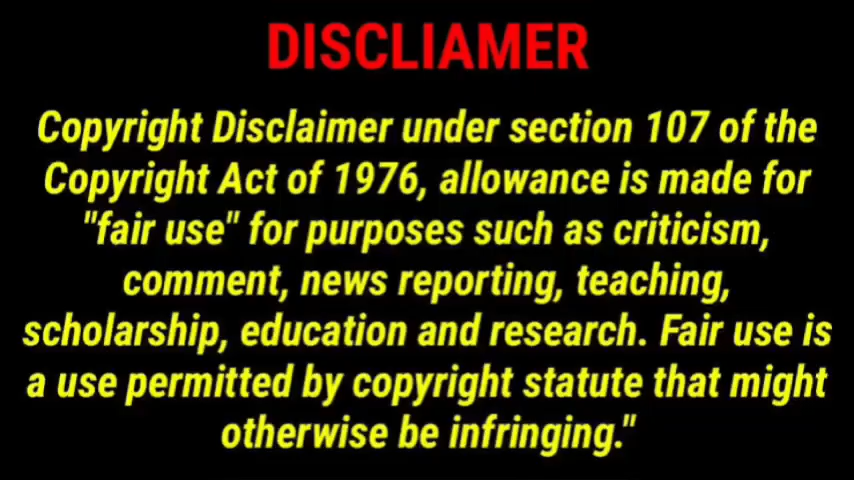 DISCLIAMER
Copyright Disclaimer under section 107 of the
Copyright Act of 1976, allowance is made for
"fair use" for purposes such as criticism,
comment, news reporting, teaching,
scholarship, education and research. Fair use is
a use permitted by copyright statute that might
otherwise be infringing."